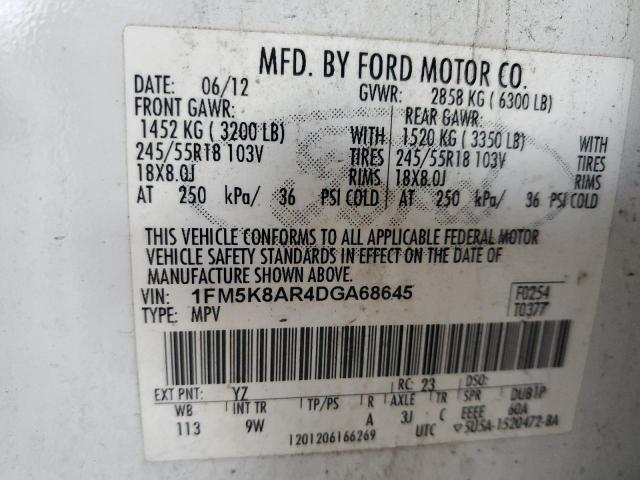 MFD. BY FORD MOTOR CO.
DATE: 06/12 GVWR: 2858 KG ( 6300 LB)
FRONT GAWR: REAR GAWR:
1452 KG ( 3200 LB) WITH 1520 KG ( 3350 LB) WITH
245/55R18 103V TIRES 245/55R18 103V TIRES
18X8.0J RIMS 18X8.0J RIMS
AT 250 kPa/ 36 PSI COLD AT 250 kPa/ 36 PSI COLD
THIS VEHICLE CONFORMS TO ALL APPLICABLE FEDERAL MOTOR
VEHICLE SAFETY STANDARDS IN EFFECT ON THE DATE OF
MANUFACTURE SHOWN ABOVE.
VIN: 1FM5K8AR4DGA68645 F0254
TYPE: MPV T0377
EXT PNT: YZ RC: 23 DSO:
WB INT TR TP/PS R AXLE TR SPR DUB1P
113 9W A 3J C EEEE 60A
1201206166269 UTC 5U5A-1520472-BA